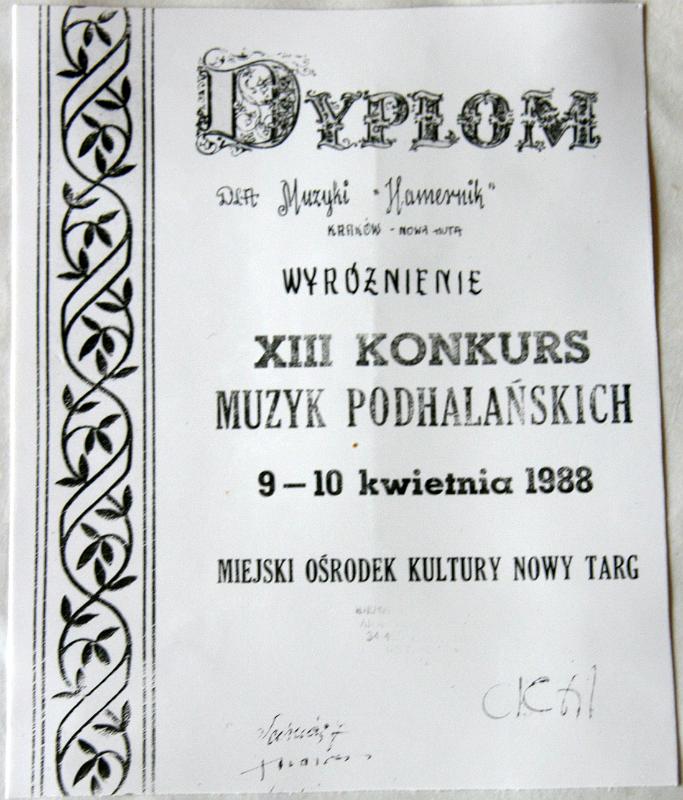 DYPLOM
DLA Muzyki "Hamernik"
KRAKÓW - NOWA HUTA
WYRÓŻNIENIE
XIII KONKURS
MUZYK PODHALAŃSKICH
9-10 kwietnia 1988
MIEJSKI OŚRODEK KULTURY NOWY TARG